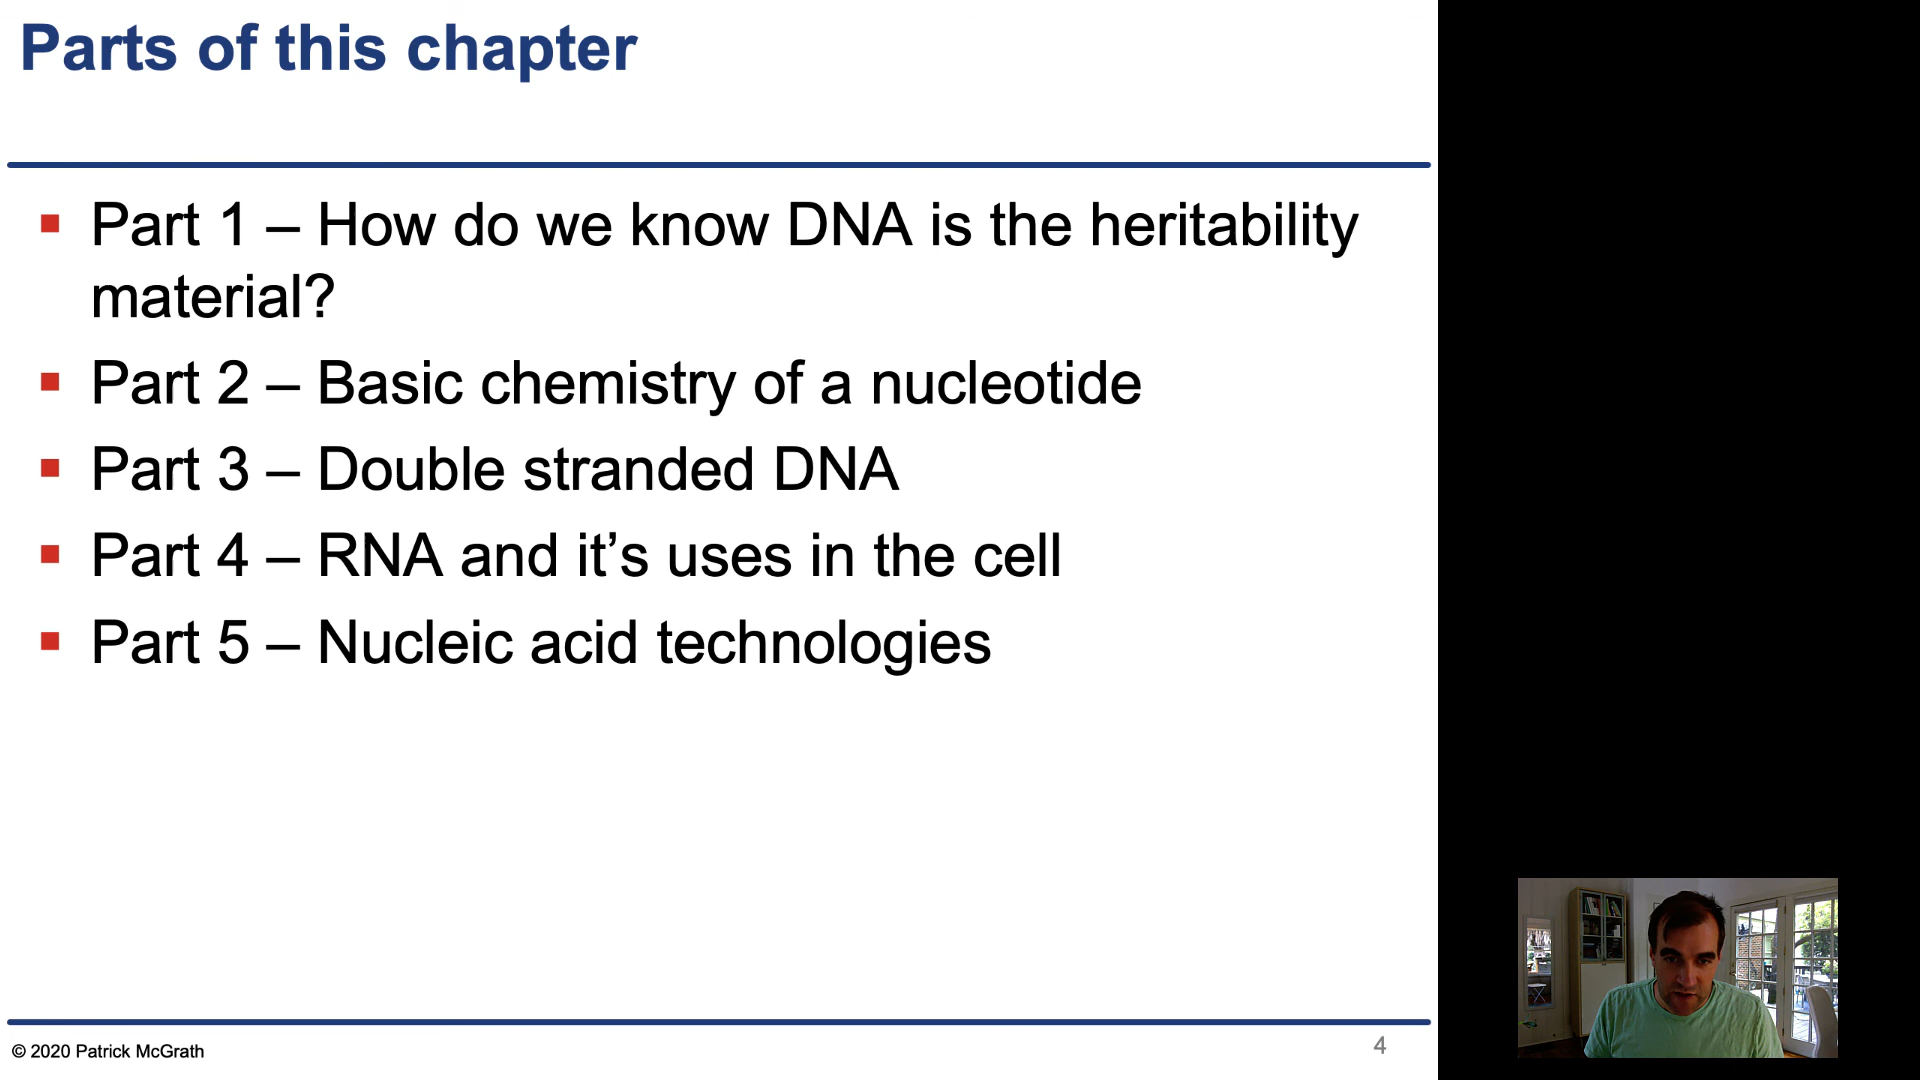 Parts of this chapter
Part 1 – How do we know DNA is the heritability
material?
Part 2 – Basic chemistry of a nucleotide
Part 3 – Double stranded DNA
Part 4 – RNA and it’s uses in the cell
Part 5 – Nucleic acid technologies
© 2020 Patrick McGrath
4